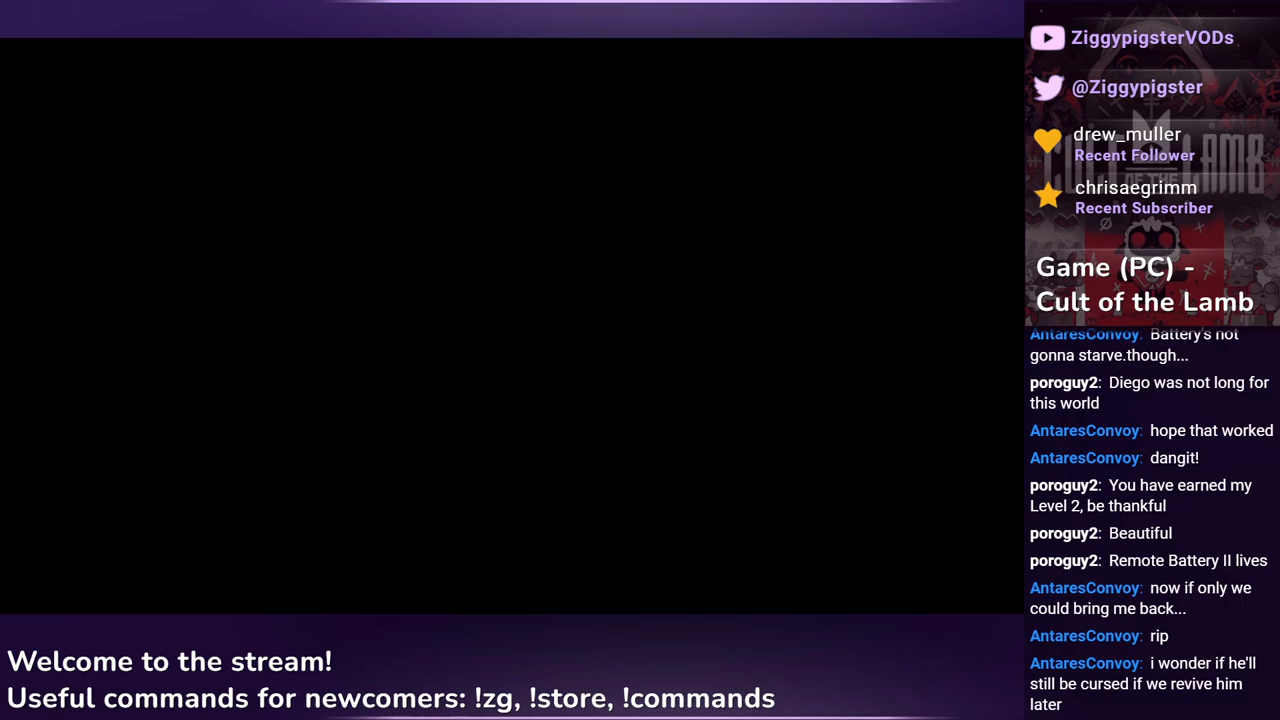 ZiggypigsterVODs
@Ziggypigster
drew_muller
Recent Follower
chrisaegrimm
Recent Subscriber
CULT
OF THE
LAMB
Game (PC) -
Cult of the Lamb
AntaresConvoy: Battery's not
gonna starve.though...
poroguy2: Diego was not long for
this world
AntaresConvoy: hope that worked
AntaresConvoy: dangit!
poroguy2: You have earned my
Level 2, be thankful
poroguy2: Beautiful
poroguy2: Remote Battery II lives
AntaresConvoy: now if only we
could bring me back...
AntaresConvoy: rip
AntaresConvoy: i wonder if he'll
still be cursed if we revive him
later
Welcome to the stream!
Useful commands for newcomers: !zg, !store, !commands